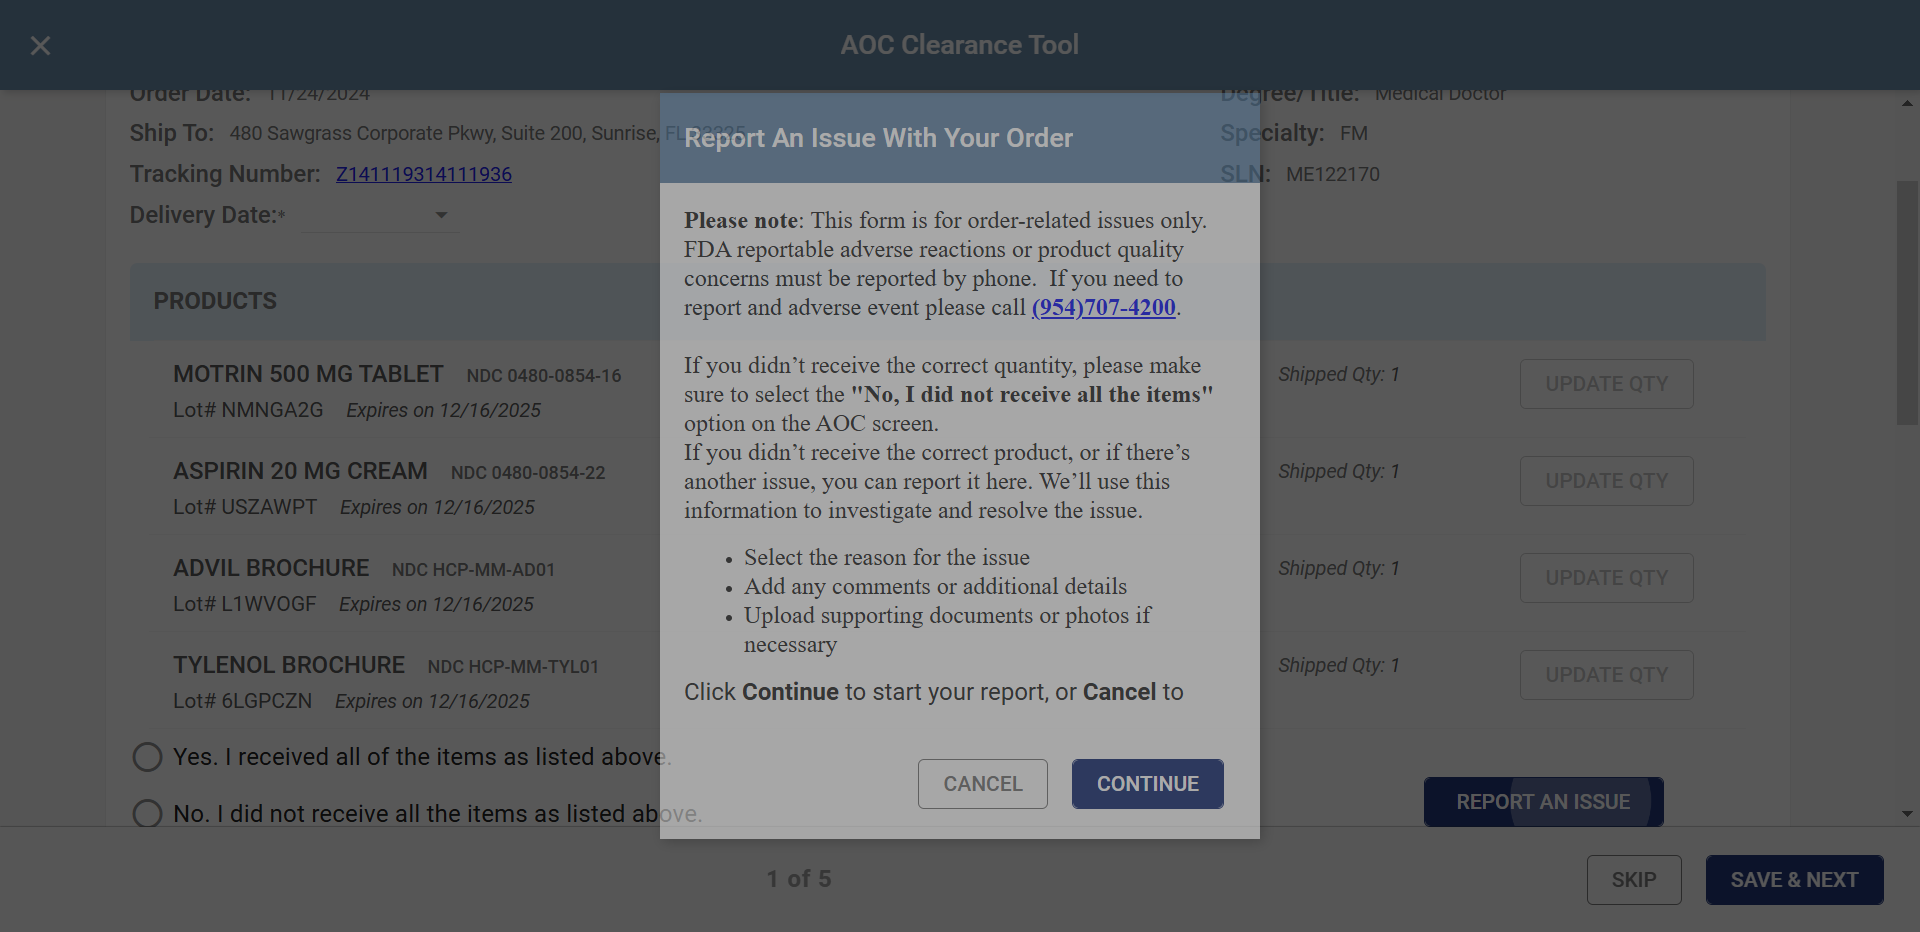 AOC Clearance Tool
Order Date: 11/24/2024
Degree/Title: Medical Doctor
Ship To: 480 Sawgrass Corporate Pkwy, Suite 200, Sunrise, FL 33325
Specialty: FM
Tracking Number: Z141119314111936
SLN: ME122170
Delivery Date:*
Report An Issue With Your Order
Please note: This form is for order-related issues only.
FDA reportable adverse reactions or product quality
concerns must be reported by phone.  If you need to
report and adverse event please call (954)707-4200.
If you didn’t receive the correct quantity, please make
sure to select the "No, I did not receive all the items"
option on the AOC screen.
If you didn’t receive the correct product, or if there’s
another issue, you can report it here. We’ll use this
information to investigate and resolve the issue.
• Select the reason for the issue
• Add any comments or additional details
• Upload supporting documents or photos if
necessary
Click Continue to start your report, or Cancel to
CANCEL
CONTINUE
PRODUCTS
MOTRIN 500 MG TABLET NDC 0480-0854-16
Shipped Qty: 1
UPDATE QTY
Lot# NMNGA2G Expires on 12/16/2025
ASPIRIN 20 MG CREAM NDC 0480-0854-22
Shipped Qty: 1
UPDATE QTY
Lot# USZAWPT Expires on 12/16/2025
ADVIL BROCHURE NDC HCP-MM-AD01
Shipped Qty: 1
UPDATE QTY
Lot# L1WVOGF Expires on 12/16/2025
TYLENOL BROCHURE NDC HCP-MM-TYL01
Shipped Qty: 1
UPDATE QTY
Lot# 6LGPCZN Expires on 12/16/2025
Yes. I received all of the items as listed above.
No. I did not receive all the items as listed above.
REPORT AN ISSUE
1 of 5
SKIP
SAVE & NEXT